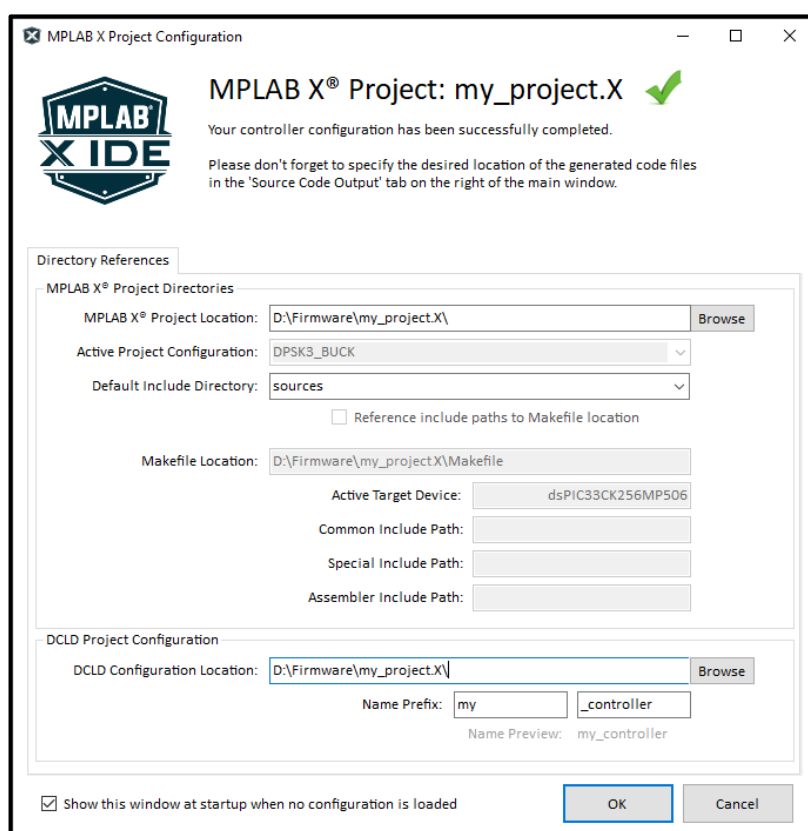 MPLAB X Project Configuration
MPLAB®
X IDE
MPLAB X® Project: my_project.X
Your controller configuration has been successfully completed.
Please don't forget to specify the desired location of the generated code files
in the 'Source Code Output' tab on the right of the main window.
Directory References
MPLAB X® Project Directories
MPLAB X® Project Location: D:\Firmware\my_project.X\ Browse
Active Project Configuration: DPSK3_BUCK
Default Include Directory: sources
Reference include paths to Makefile location
Makefile Location: D:\Firmware\my_project.X\Makefile
Active Target Device: dsPIC33CK256MP506
Common Include Path:
Special Include Path:
Assembler Include Path:
DCLD Project Configuration
DCLD Configuration Location: D:\Firmware\my_project.X\ Browse
Name Prefix: my _controller
Name Preview: my_controller
Show this window at startup when no configuration is loaded OK Cancel